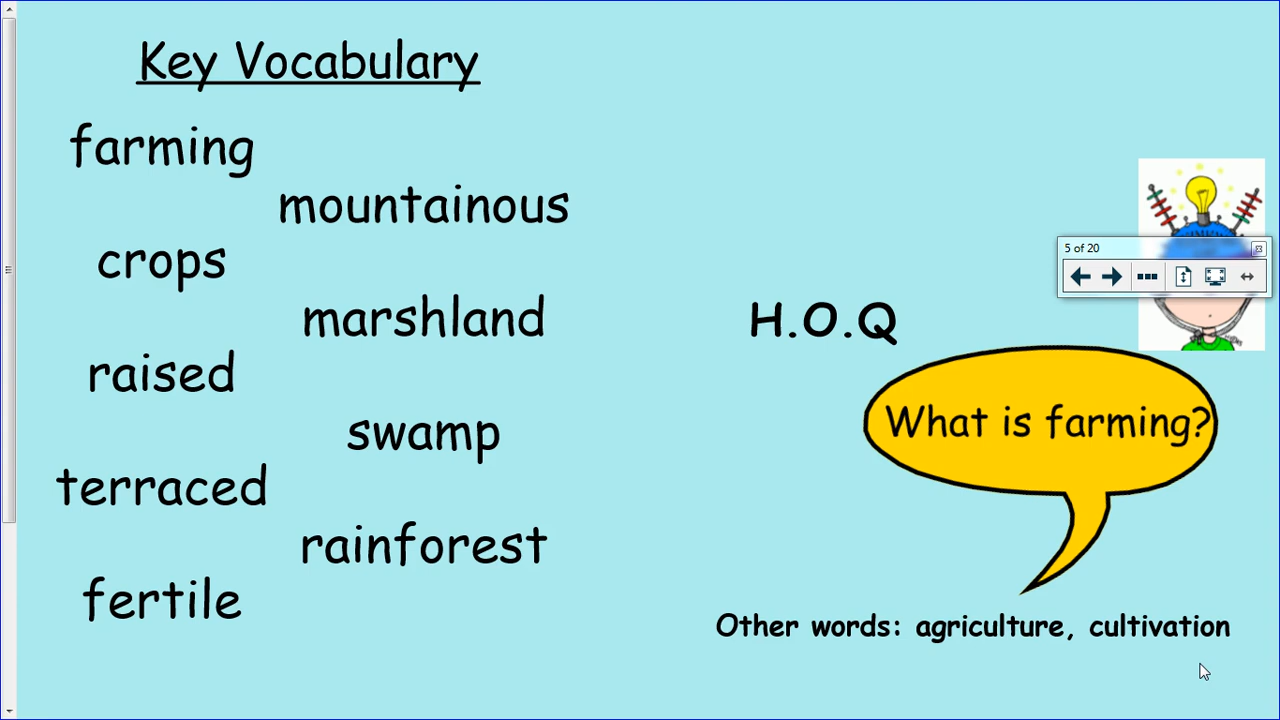 Key Vocabulary
farming
mountainous
crops
marshland
raised
swamp
terraced
rainforest
fertile
5 of 20
H.O.Q
What is farming?
Other words: agriculture, cultivation